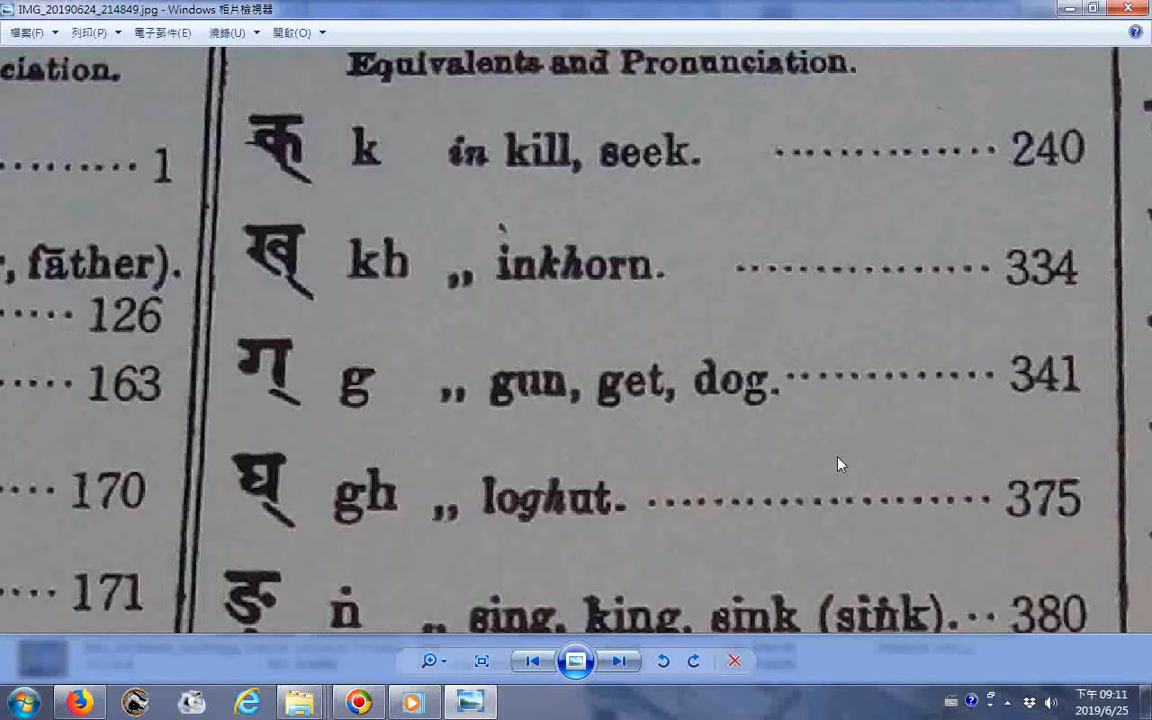 IMG_20190624_214849.jpg - Windows 相片檢視器
檔案(F) 列印(P) 電子郵件(E) 燒錄(U) 開啟(O)
ciation.
Equivalents and Pronunciation.
क् k in kill, seek. ............... 240
.......... 1
ख् kh ,, inkhorn. ................ 334
, fāther).
..... 126
ग् g ,, gun, get, dog. ............. 341
..... 163
घ् gh ,, loghut. ..................... 375
.... 170
ङ् ṅ ,, sing, king, sink (siṅk). .. 380
.... 171
下午 09:11
2019/6/25